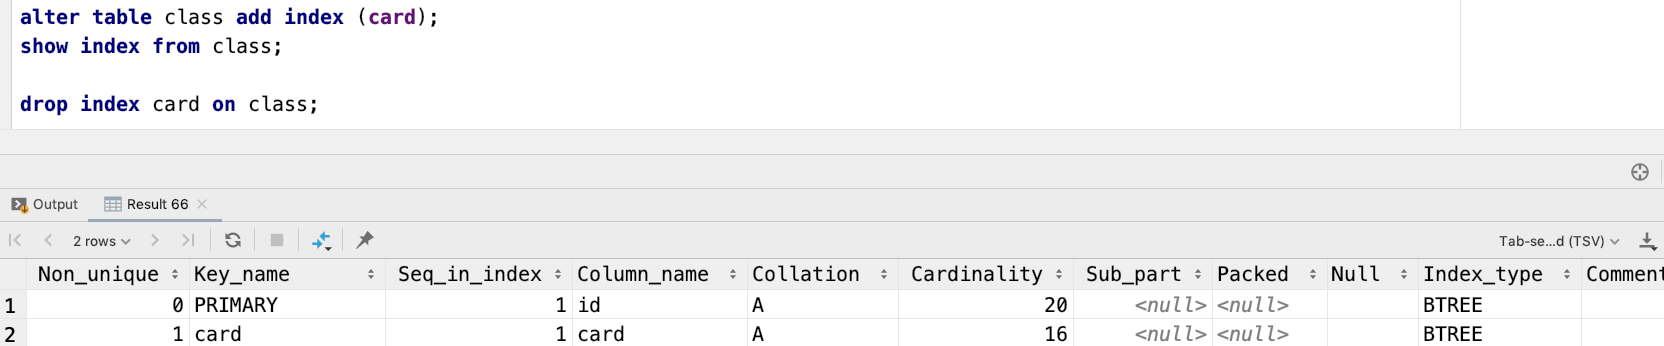 alter table class add index (card);
show index from class;
drop index card on class;
Output Result 66
2 rows Tab-se...d (TSV)
Non_unique Key_name Seq_in_index Column_name Collation Cardinality Sub_part Packed Null Index_type Comment
1 0 PRIMARY 1 id A 20 <null> <null> BTREE
2 1 card 1 card A 16 <null> <null> BTREE